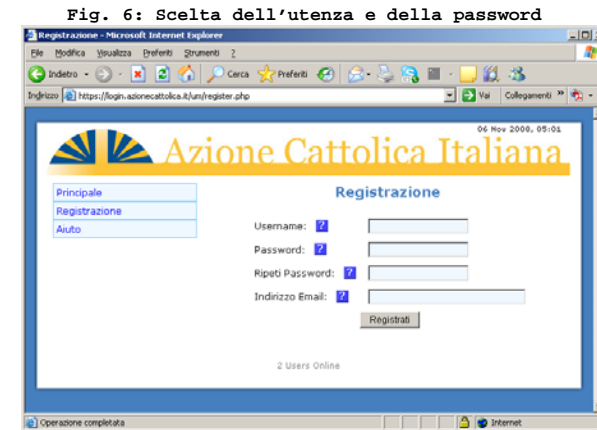 Fig. 6: Scelta dell'utenza e della password
Registrazione - Microsoft Internet Explorer
File Modifica Visualizza Preferiti Strumenti ?
Indietro Cerca Preferiti
Indirizzo https://login.azionecattolica.it/um/register.php Vai Collegamenti »
06 Nov 2008, 05:01
Azione Cattolica Italiana
Principale
Registrazione
Aiuto
Registrazione
Username: ?
Password: ?
Ripeti Password: ?
Indirizzo Email: ?
Registrati
2 Users Online
Operazione completata Internet